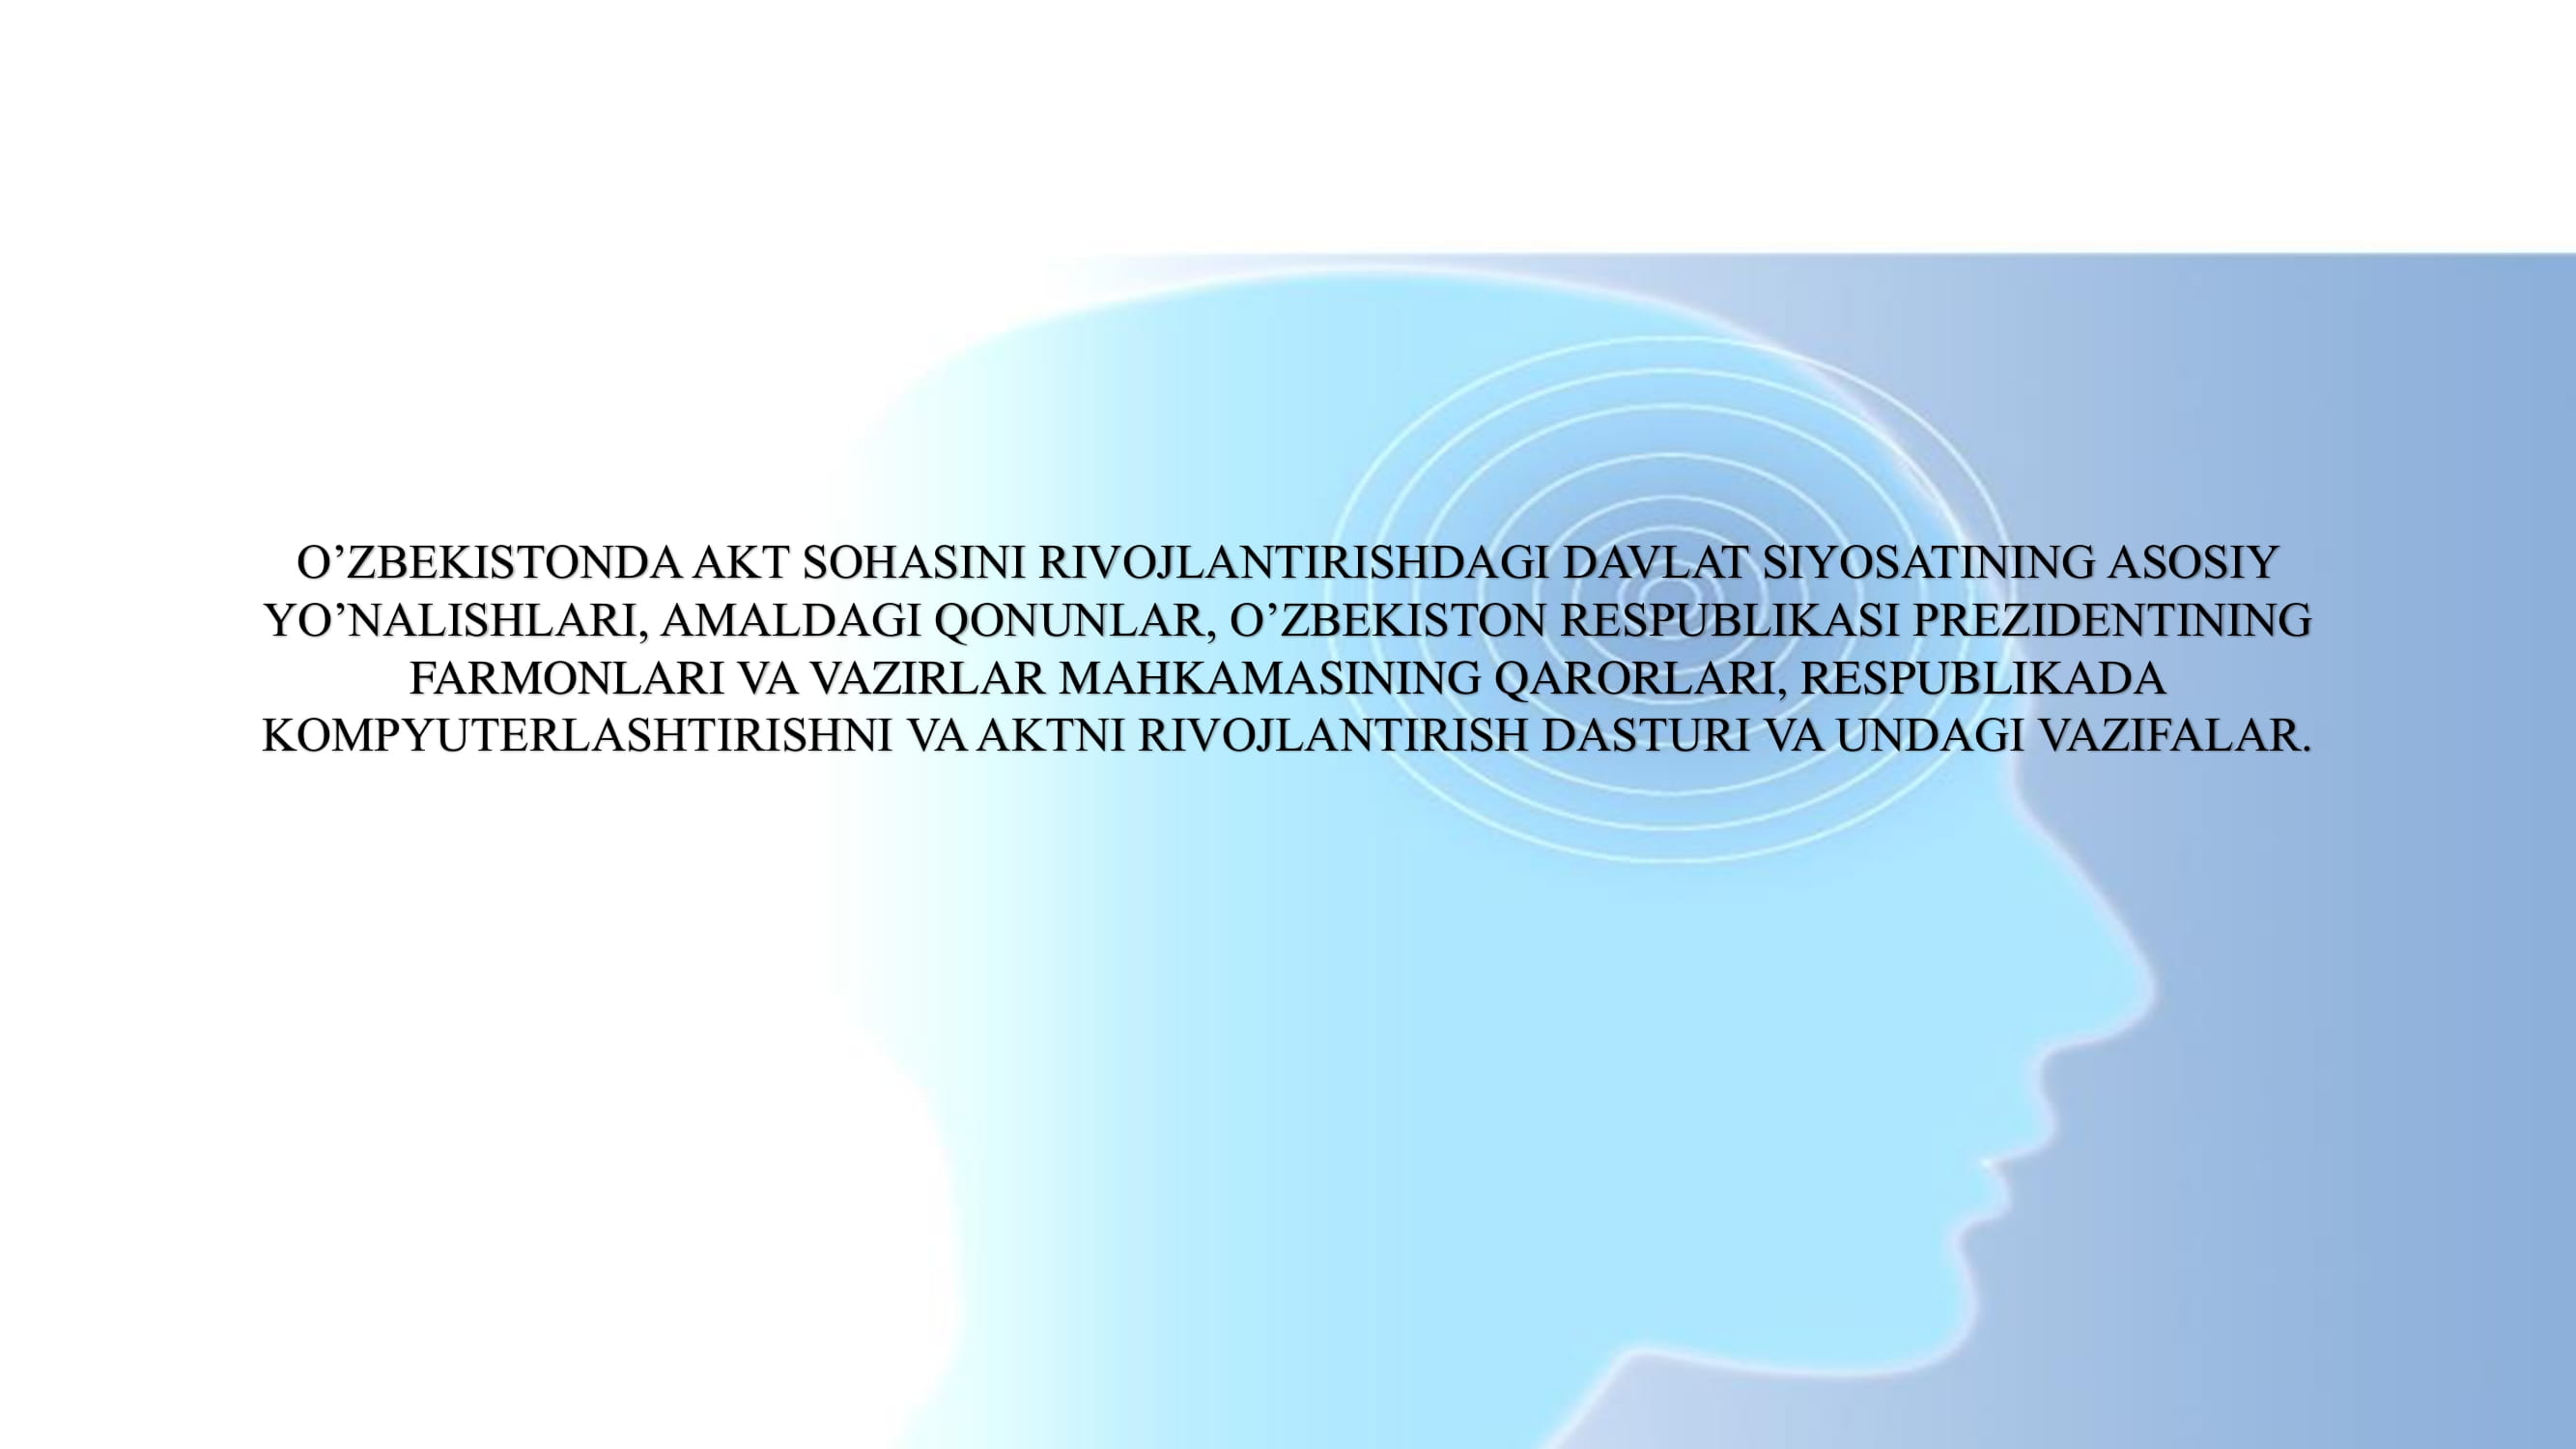 O’ZBEKISTONDA AKT SOHASINI RIVOJLANTIRISHDAGI DAVLAT SIYOSATINING ASOSIY
YO’NALISHLARI, AMALDAGI QONUNLAR, O’ZBEKISTON RESPUBLIKASI PREZIDENTINING
FARMONLARI VA VAZIRLAR MAHKAMASINING QARORLARI, RESPUBLIKADA
KOMPYUTERLASHTIRISHNI VA AKTNI RIVOJLANTIRISH DASTURI VA UNDAGI VAZIFALAR.